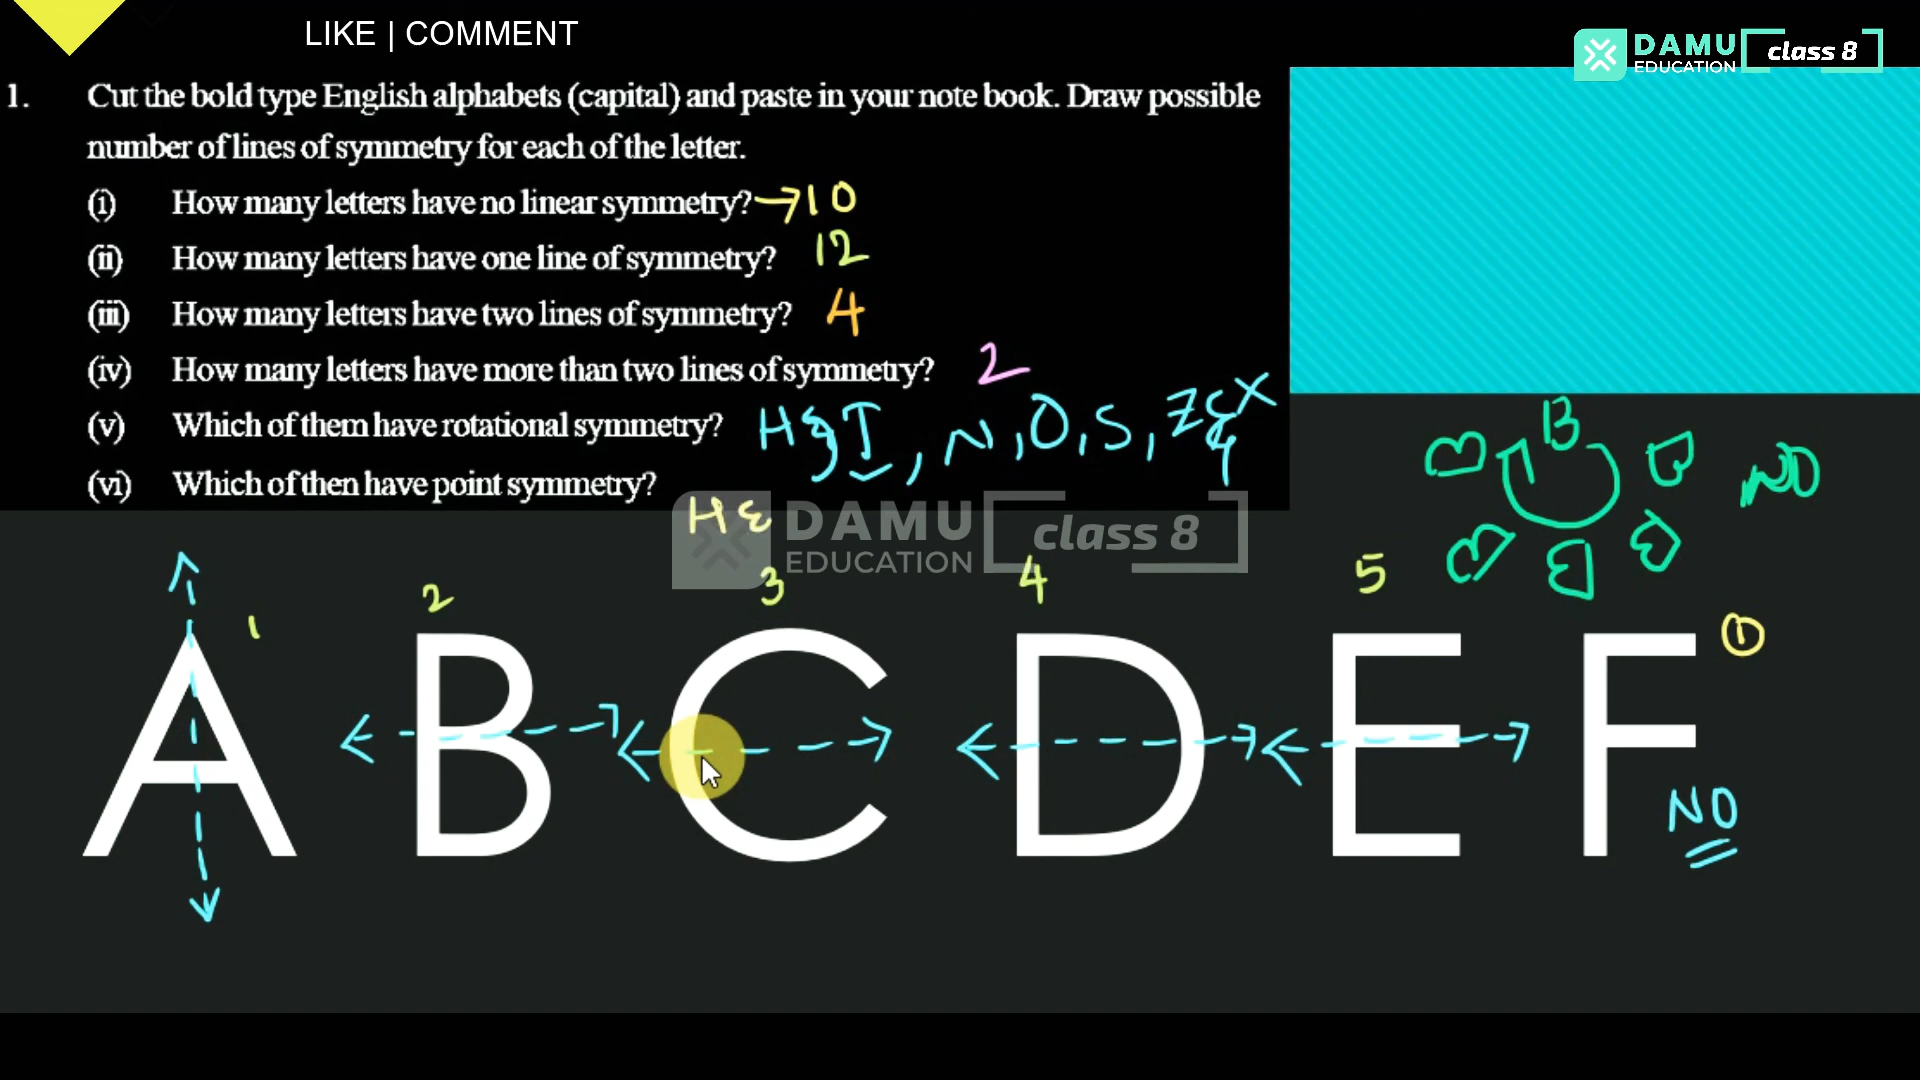 LIKE | COMMENT
DAMU EDUCATION class 8
1. Cut the bold type English alphabets (capital) and paste in your note book. Draw possible
number of lines of symmetry for each of the letter.
(i) How many letters have no linear symmetry? →10
(ii) How many letters have one line of symmetry? 12
(iii) How many letters have two lines of symmetry? 4
(iv) How many letters have more than two lines of symmetry? 2
(v) Which of them have rotational symmetry? H I, N, O, S, Z X
(vi) Which of then have point symmetry?
H
DAMU EDUCATION class 8
B
NO
1 2 3 4 5 1
A B C D E F
NO